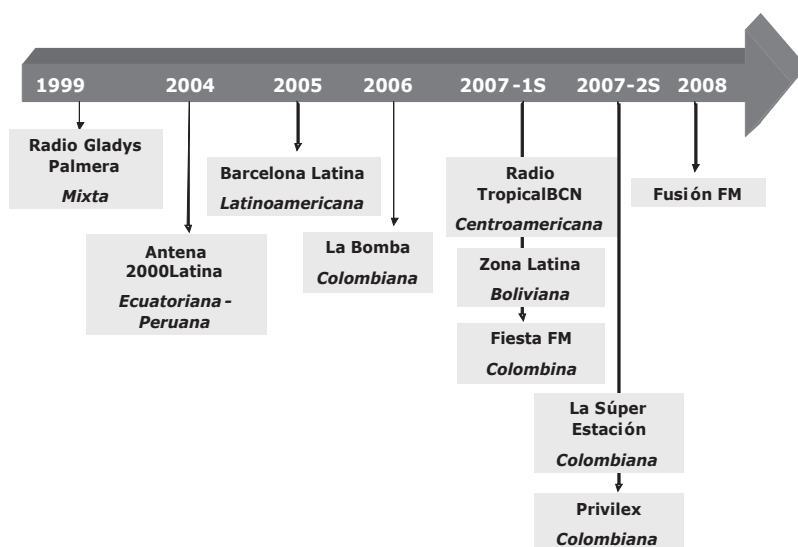 1999 2004 2005 2006 2007-1S 2007-2S 2008
Radio Gladys
Palmera
Mixta
Antena
2000Latina
Ecuatoriana-
Peruana
Barcelona Latina
Latinoamericana
La Bomba
Colombiana
Radio
TropicalBCN
Centroamericana
Zona Latina
Boliviana
Fiesta FM
Colombina
La Súper
Estación
Colombiana
Privilex
Colombiana
Fusión FM